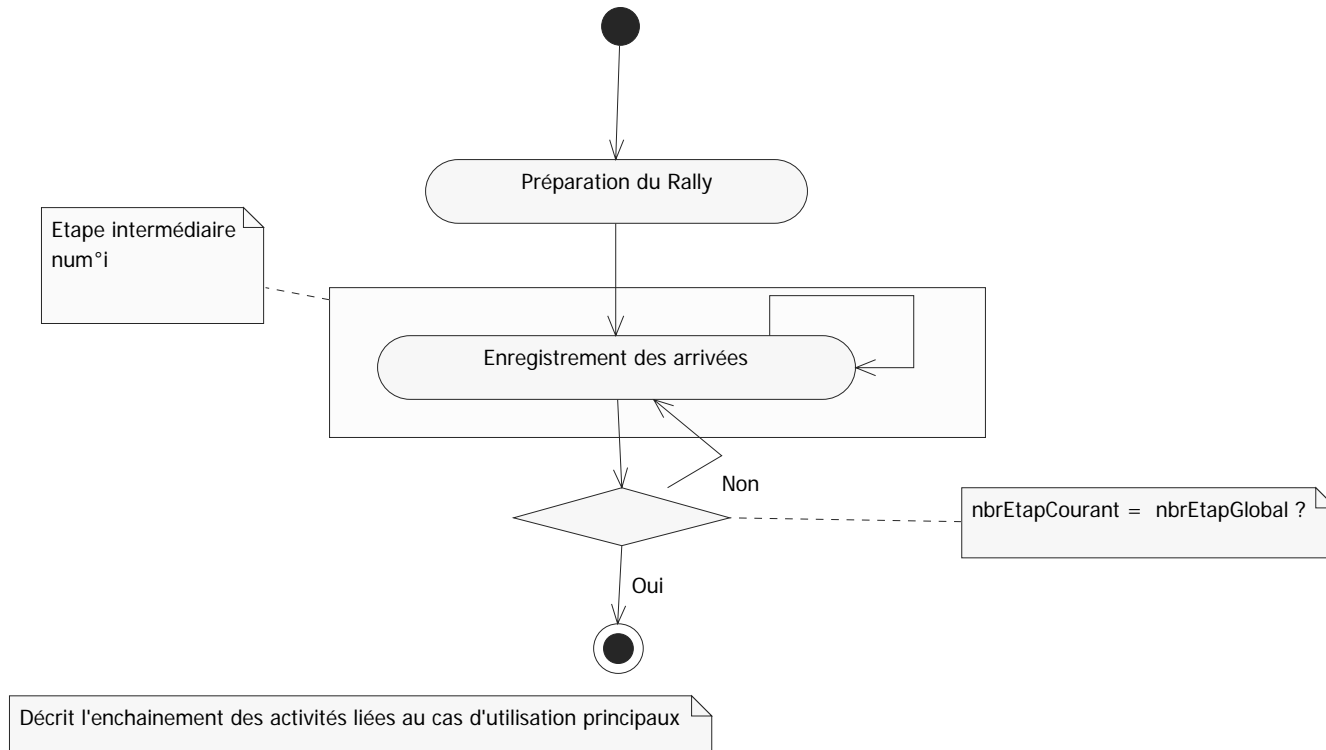 Préparation du Rally
Etape intermédiaire
num°i
Enregistrement des arrivées
Non
nbrEtapCourant = nbrEtapGlobal ?
Oui
Décrit l'enchainement des activités liées au cas d'utilisation principaux